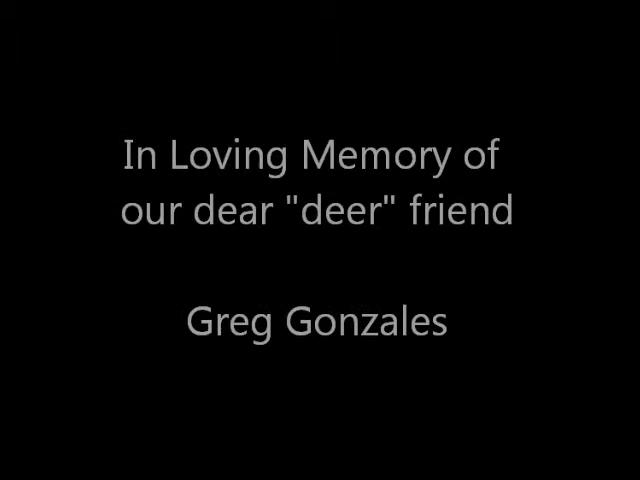 In Loving Memory of
our dear "deer" friend
Greg Gonzales